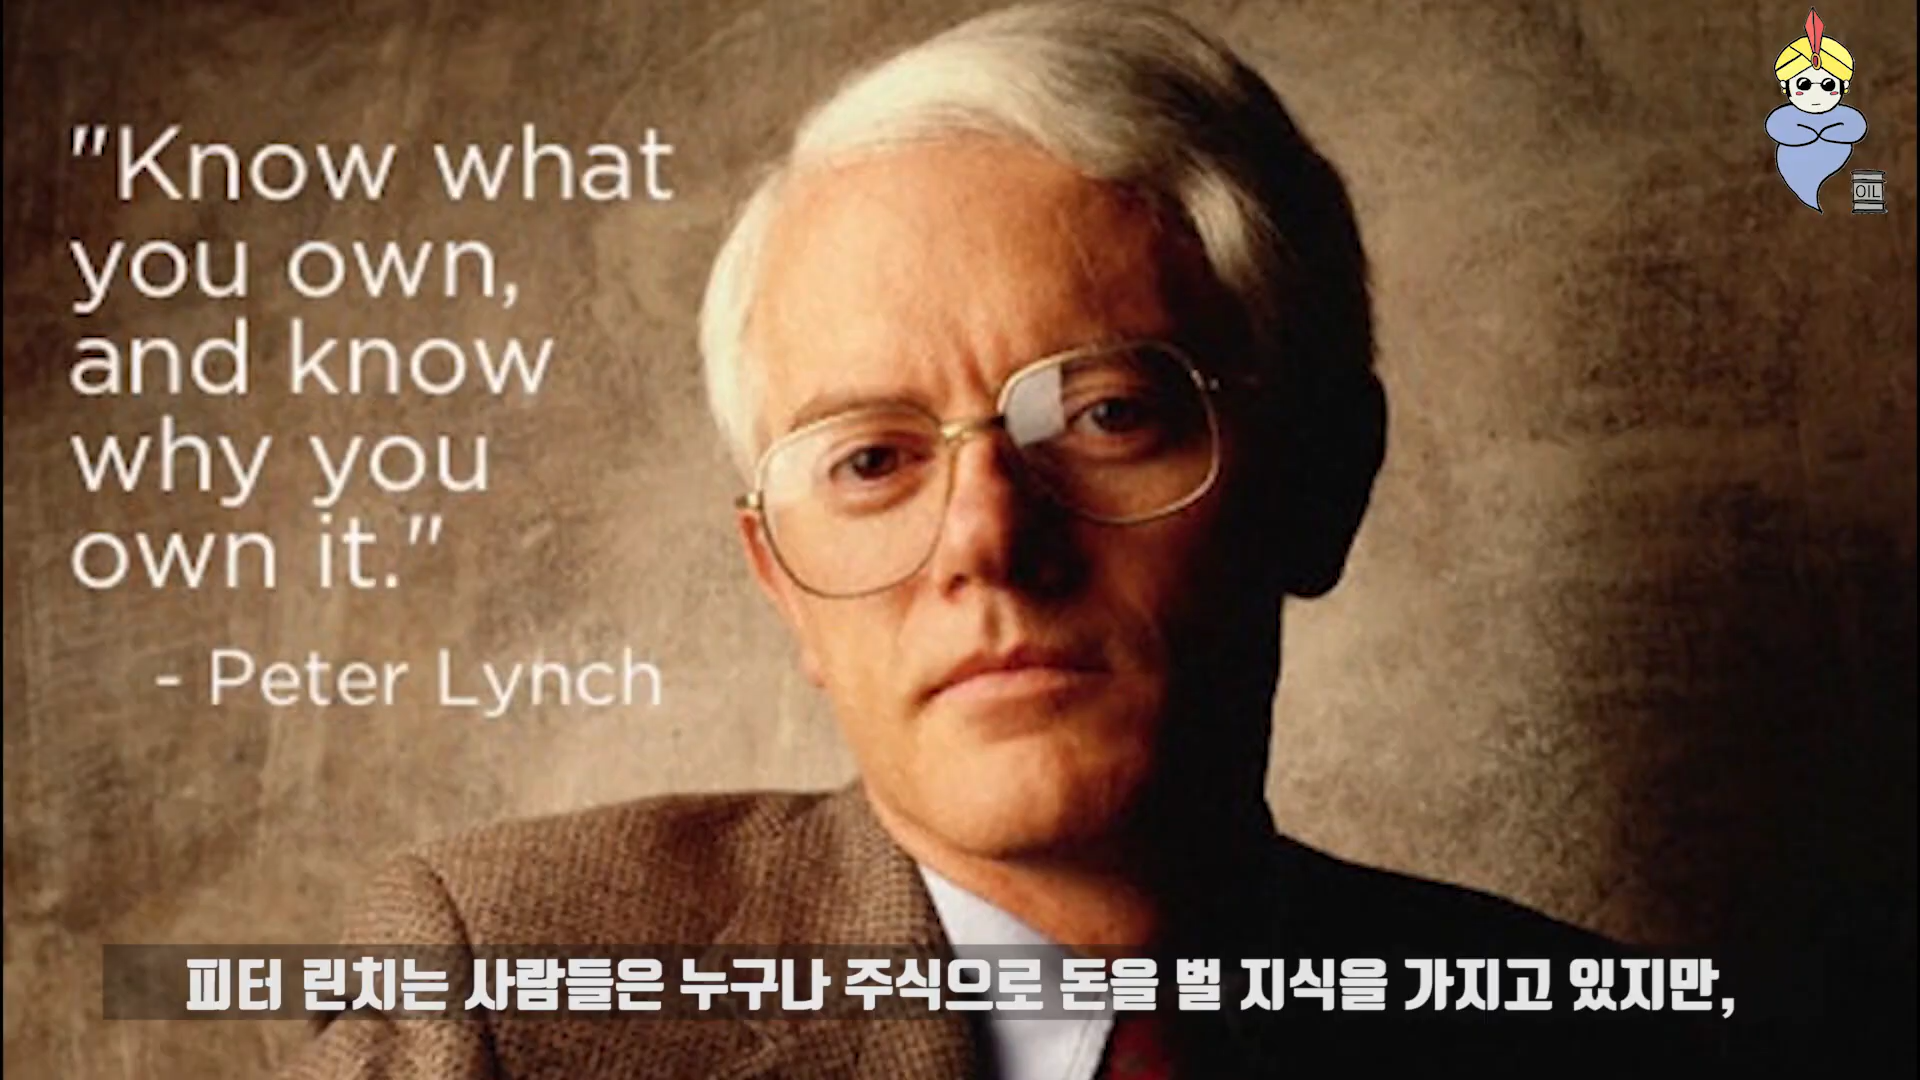 "Know what
you own,
and know
why you
own it."
- Peter Lynch
OIL
피터 린치는 사람들은 누구나 주식으로 돈을 벌 지식을 가지고 있지만,